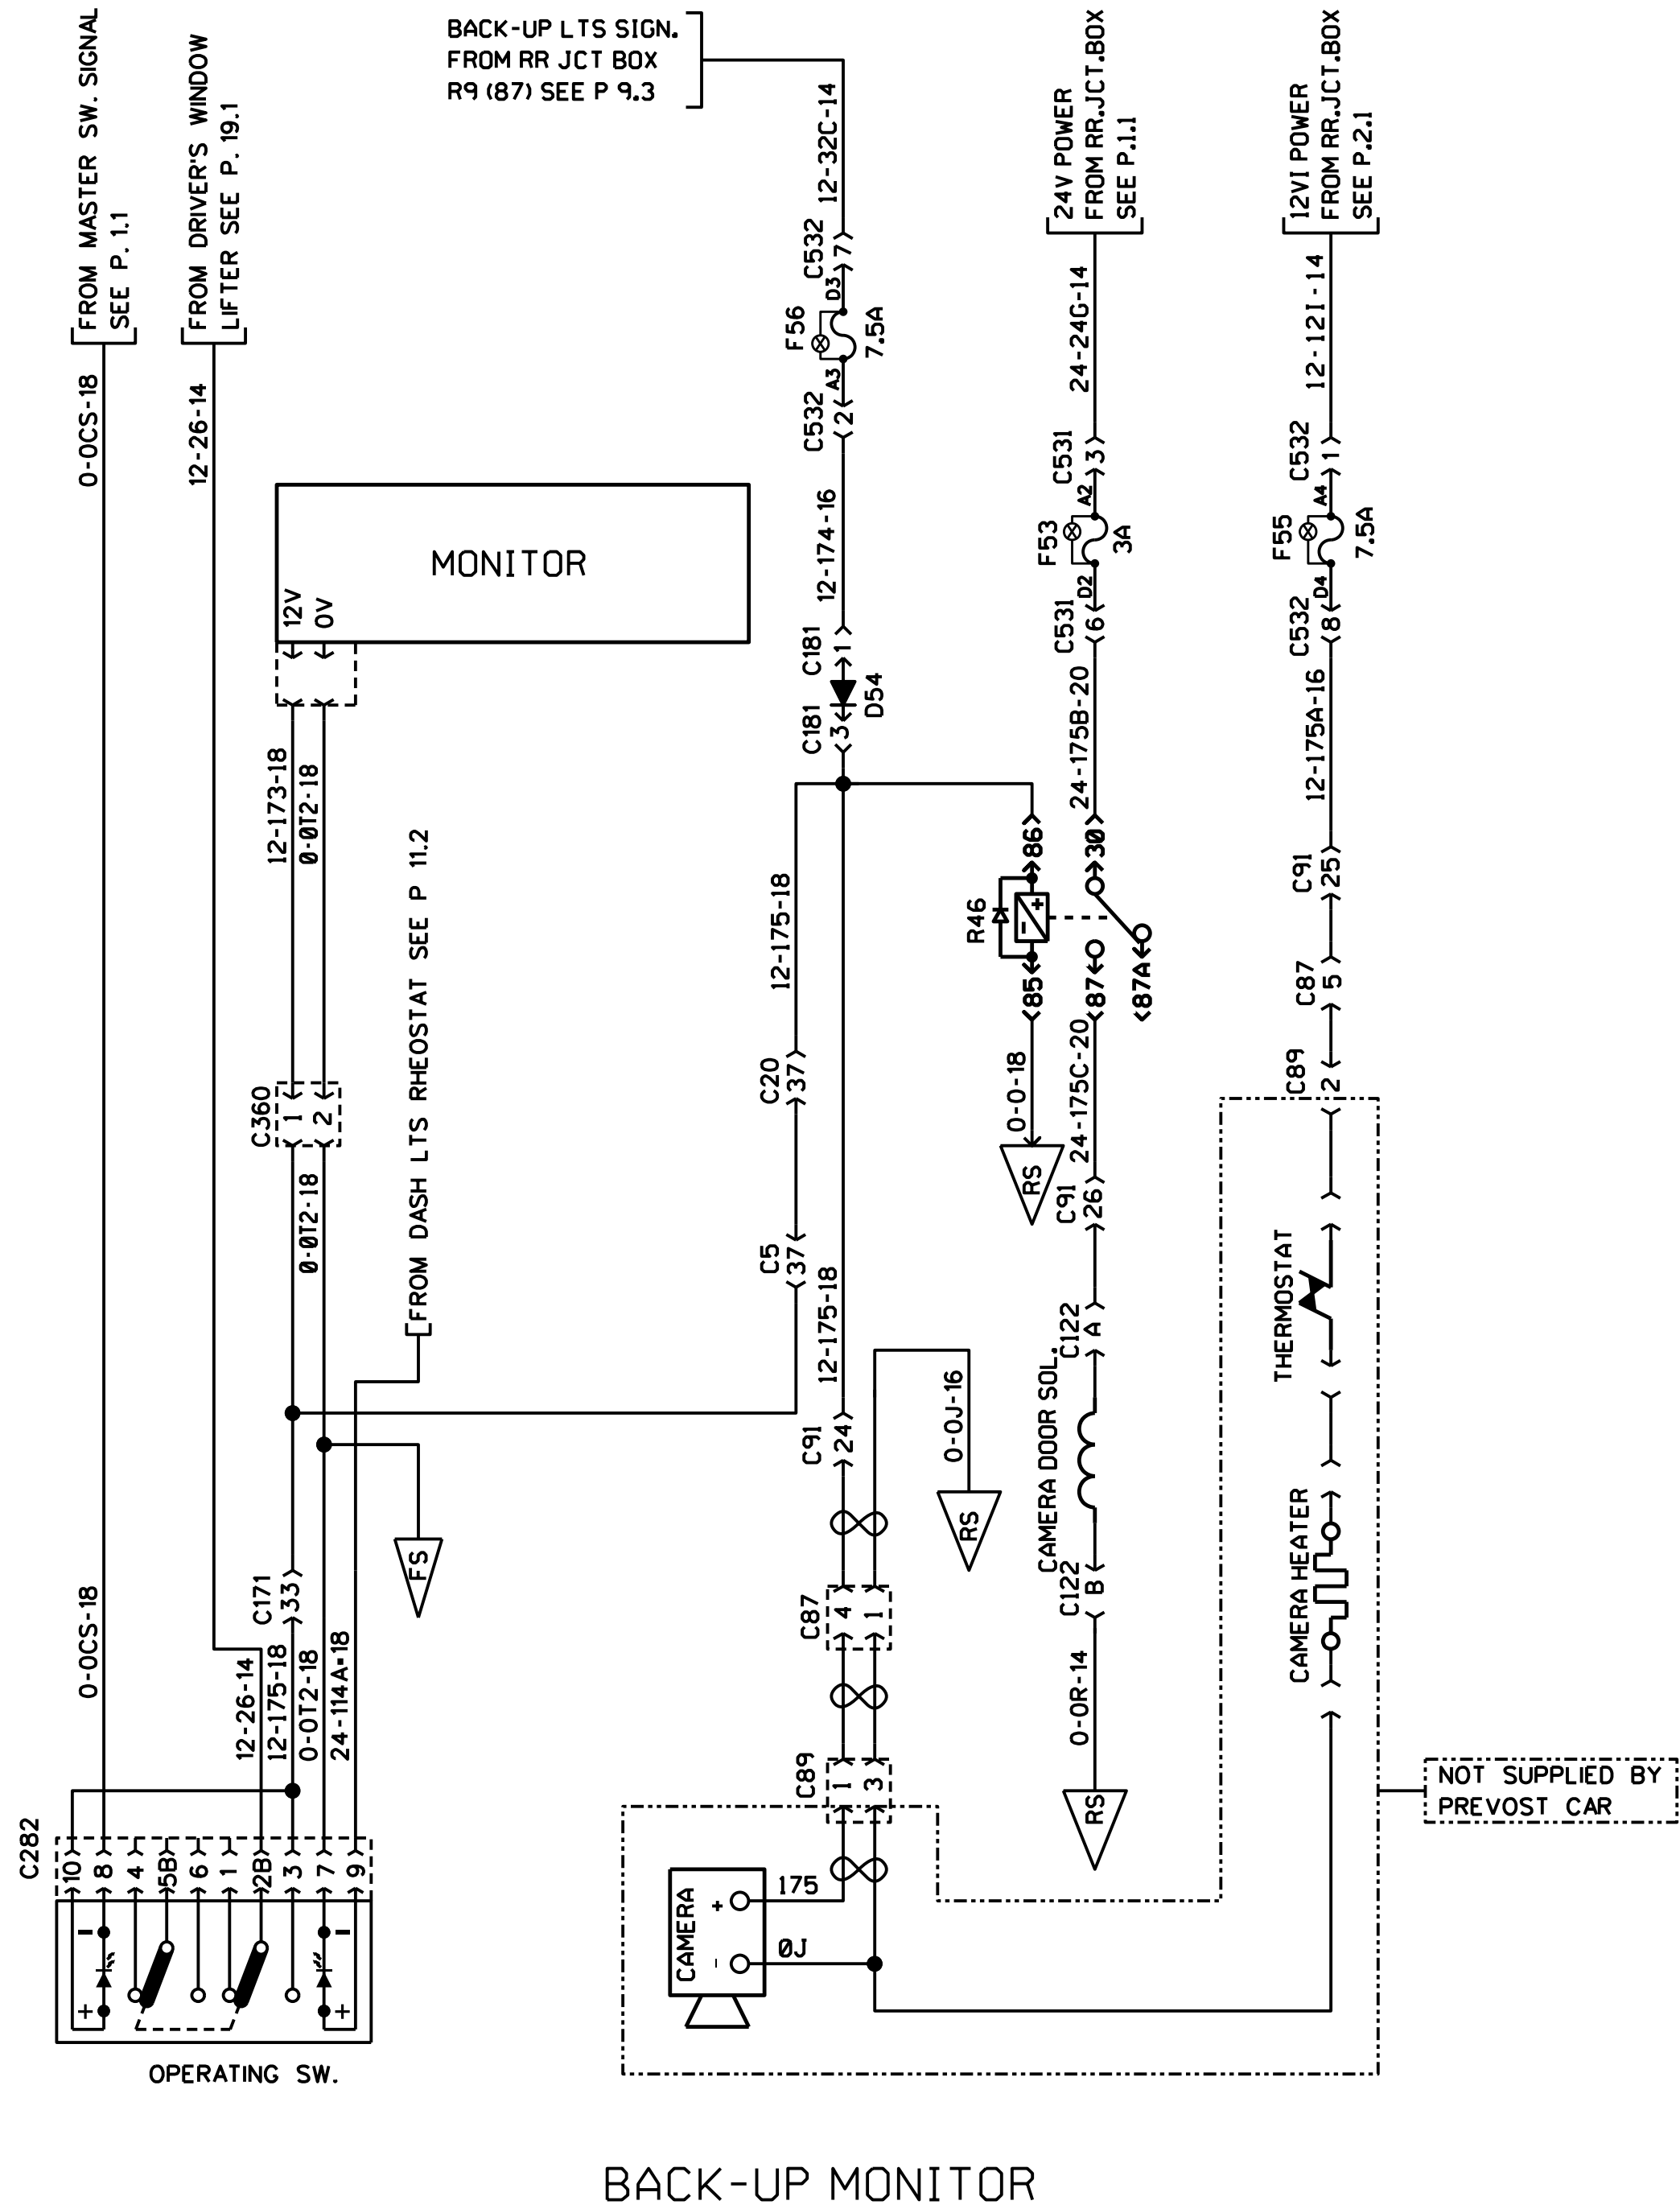 BACK-UP LTS SIGN.
FROM RR JCT BOX
R9 (87) SEE P 9.3
FROM MASTER SW. SIGNAL
SEE P. 1.1
FROM DRIVER'S WINDOW
LIFTER SEE P. 19.1
24V POWER
FROM RR.JCT.BOX
SEE P.1.1
12VI POWER
FROM RR.JCT.BOX
SEE P.2.1
0-0CS-18
12-26-14
MONITOR
12V
0V
12-173-18
0-0T2-18
C360
1
2
0-0T2-18
FROM DASH LTS RHEOSTAT SEE P 11.2
FS
C171
33
0-0CS-18
12-26-14
12-175-18
0-0T2-18
24-114A-18
C282
10
8
4
5B
6
1
2B
3
7
9
-
-
+
+
OPERATING SW.
12-32C-14
C532
7
D3
F56
7.5A
A3
C532
2
12-174-16
C181
1
D54
C181
3
12-175-18
C20
37
C5
37
12-175-18
C91
24
0-0J-16
RS
C87
4
1
C89
1
3
CAMERA
+
-
175
0J
24-24G-14
C531
3
A2
F53
3A
D2
C531
6
24-175B-20
86
30
R46
+
-
85
87
87A
0-0-18
RS
24-175C-20
C91
26
C122
A
CAMERA DOOR SOL.
C122
B
0-0R-14
RS
12-12I-14
C532
1
A4
F55
7.5A
D4
C532
8
12-175A-16
C91
25
C87
5
C89
2
THERMOSTAT
CAMERA HEATER
NOT SUPPLIED BY
PREVOST CAR
BACK-UP MONITOR